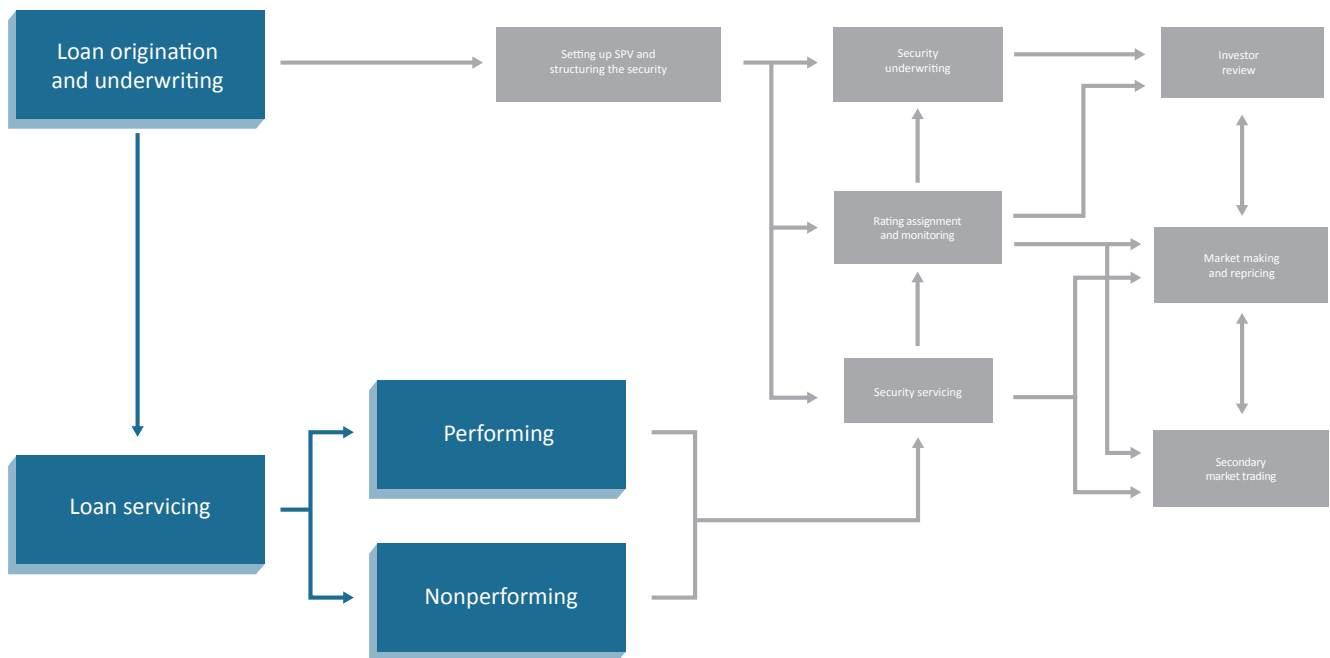 Loan origination
and underwriting
Setting up SPV and
structuring the security
Security
underwriting
Investor
review
Rating assignment
and monitoring
Market making
and repricing
Security servicing
Performing
Secondary
market trading
Loan servicing
Nonperforming